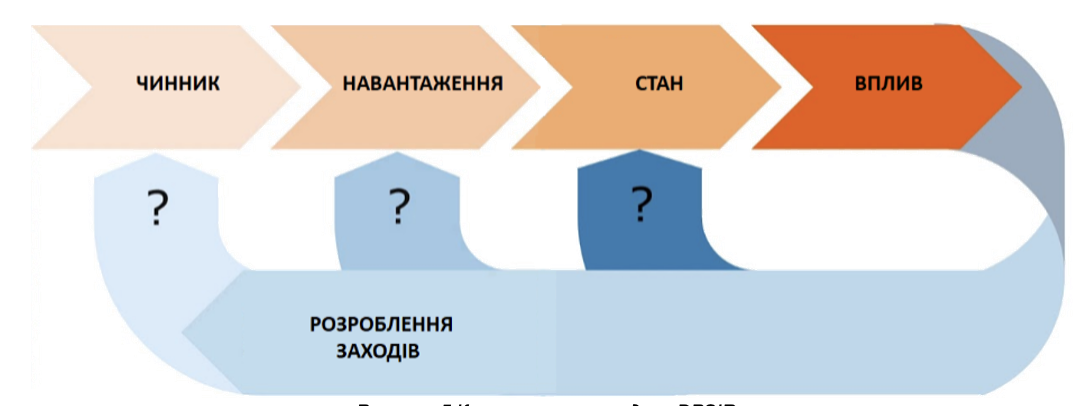 ЧИННИК
НАВАНТАЖЕННЯ
СТАН
ВПЛИВ
?
?
?
РОЗРОБЛЕННЯ
ЗАХОДІВ